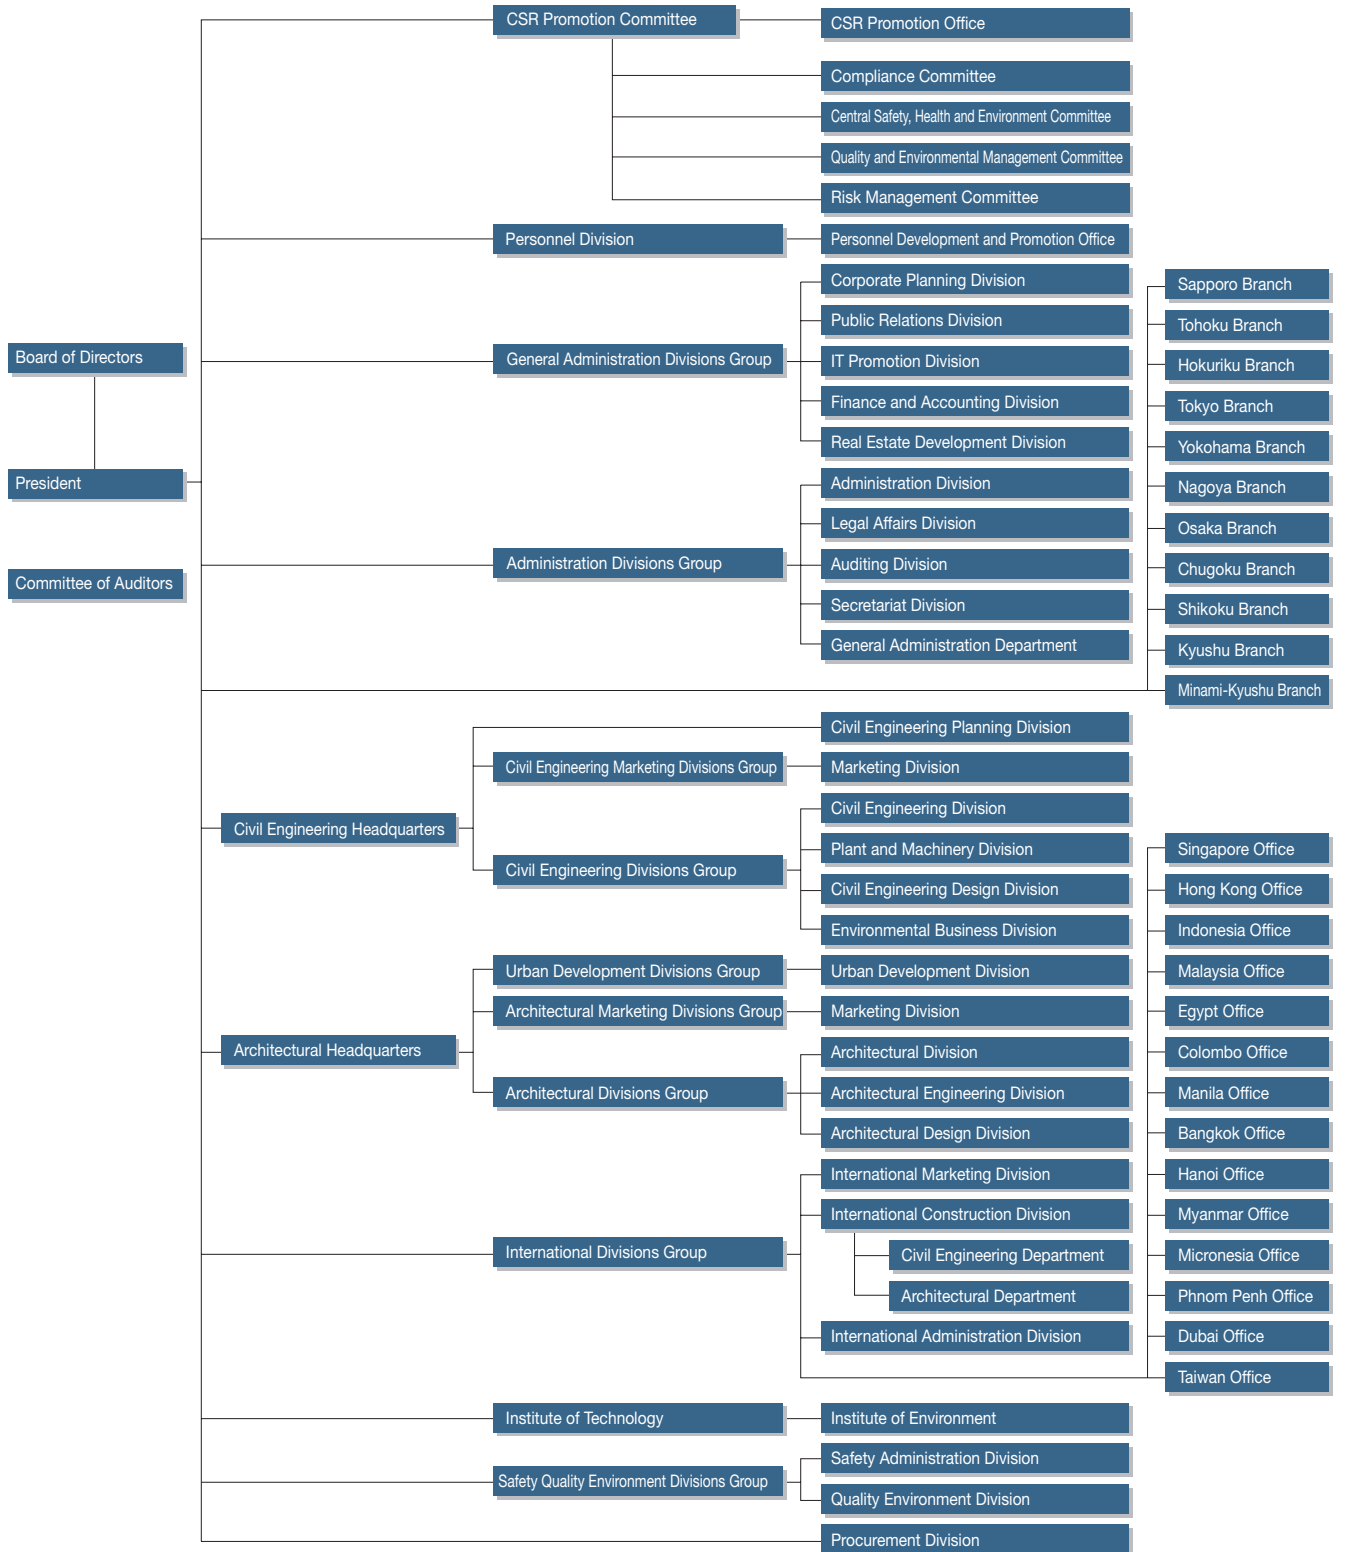 CSR Promotion Committee
CSR Promotion Office
Compliance Committee
Central Safety, Health and Environment Committee
Quality and Environmental Management Committee
Risk Management Committee
Personnel Division
Personnel Development and Promotion Office
Board of Directors
President
Committee of Auditors
General Administration Divisions Group
Corporate Planning Division
Public Relations Division
IT Promotion Division
Finance and Accounting Division
Real Estate Development Division
Administration Divisions Group
Administration Division
Legal Affairs Division
Auditing Division
Secretariat Division
General Administration Department
Sapporo Branch
Tohoku Branch
Hokuriku Branch
Tokyo Branch
Yokohama Branch
Nagoya Branch
Osaka Branch
Chugoku Branch
Shikoku Branch
Kyushu Branch
Minami-Kyushu Branch
Civil Engineering Headquarters
Civil Engineering Planning Division
Civil Engineering Marketing Divisions Group
Marketing Division
Civil Engineering Divisions Group
Civil Engineering Division
Plant and Machinery Division
Civil Engineering Design Division
Environmental Business Division
Architectural Headquarters
Urban Development Divisions Group
Urban Development Division
Architectural Marketing Divisions Group
Marketing Division
Architectural Divisions Group
Architectural Division
Architectural Engineering Division
Architectural Design Division
International Divisions Group
International Marketing Division
International Construction Division
Civil Engineering Department
Architectural Department
International Administration Division
Singapore Office
Hong Kong Office
Indonesia Office
Malaysia Office
Egypt Office
Colombo Office
Manila Office
Bangkok Office
Hanoi Office
Myanmar Office
Micronesia Office
Phnom Penh Office
Dubai Office
Taiwan Office
Institute of Technology
Institute of Environment
Safety Quality Environment Divisions Group
Safety Administration Division
Quality Environment Division
Procurement Division